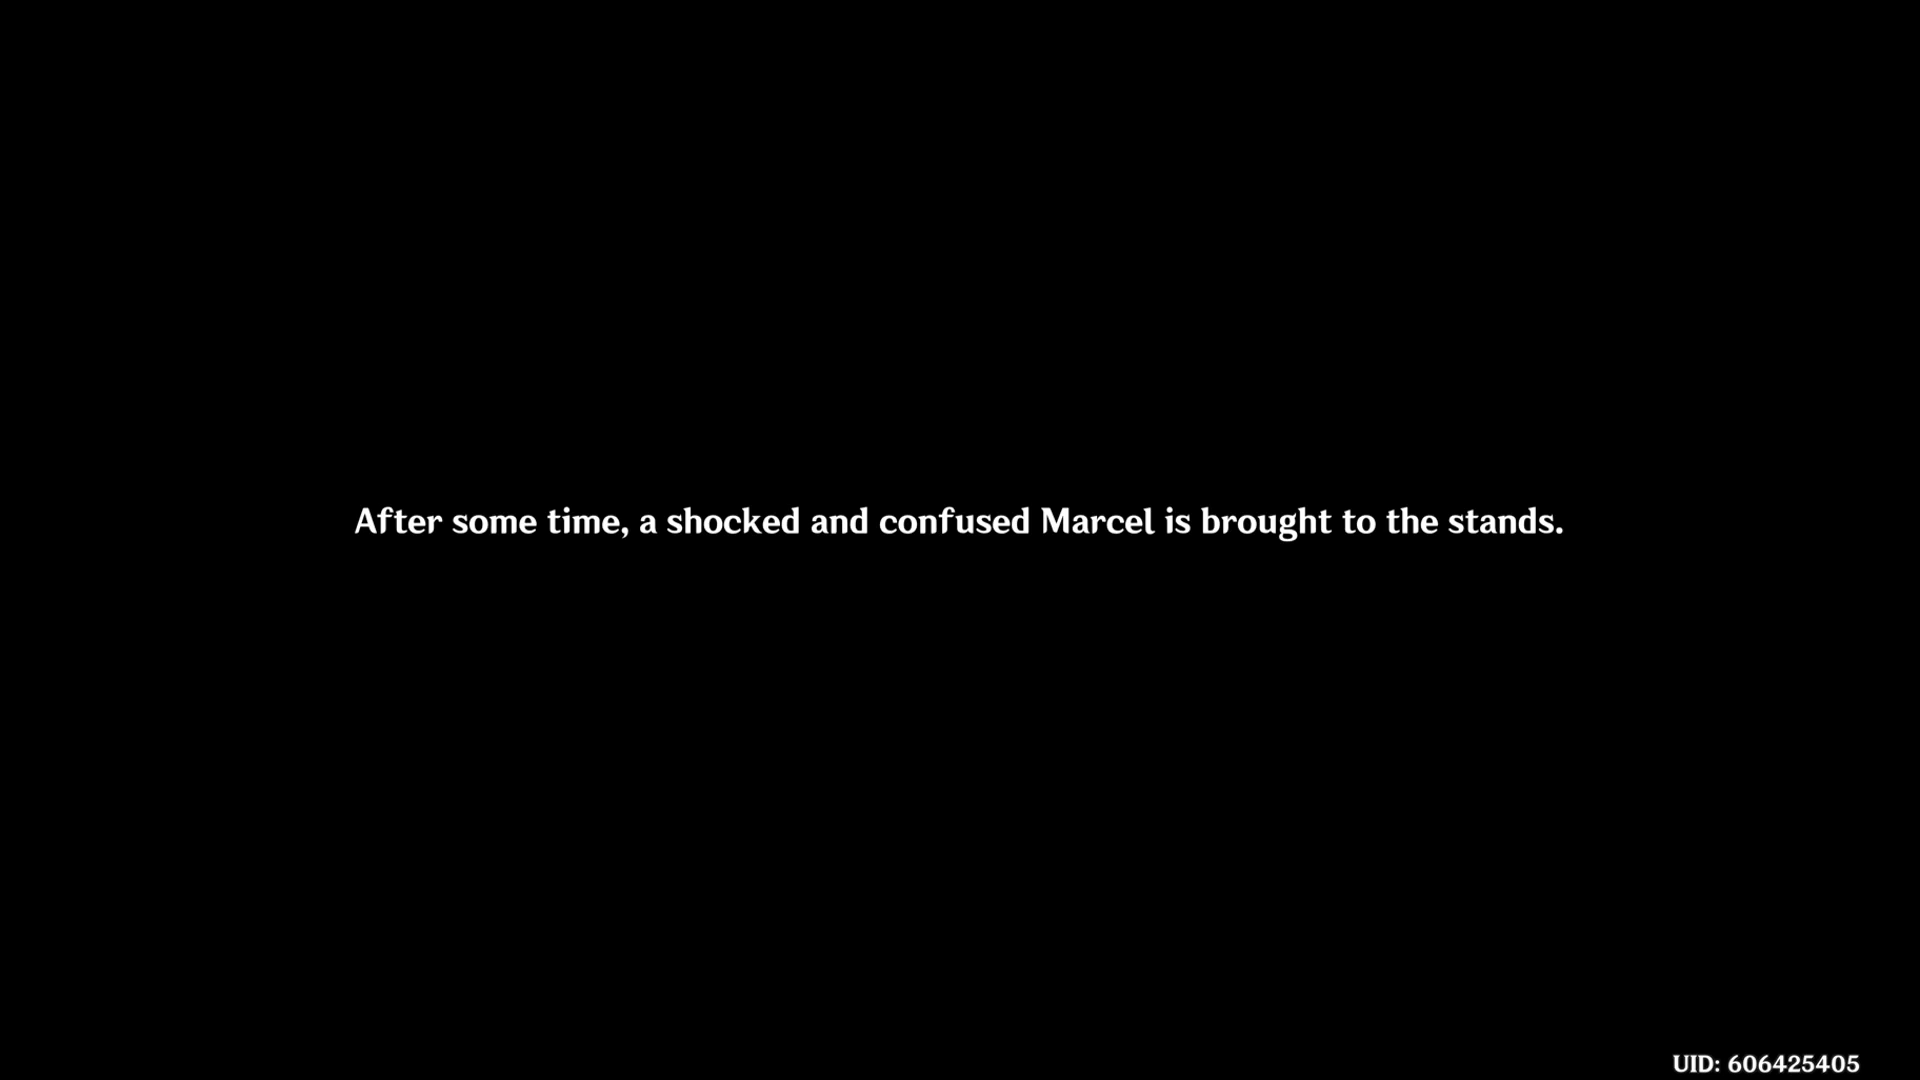 After some time, a shocked and confused Marcel is brought to the stands.
UID: 606425405